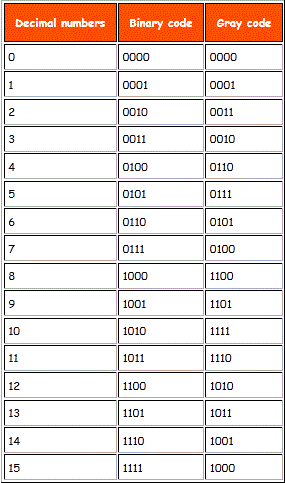 Decimal numbers Binary code Gray code
0 0000 0000
1 0001 0001
2 0010 0011
3 0011 0010
4 0100 0110
5 0101 0111
6 0110 0101
7 0111 0100
8 1000 1100
9 1001 1101
10 1010 1111
11 1011 1110
12 1100 1010
13 1101 1011
14 1110 1001
15 1111 1000